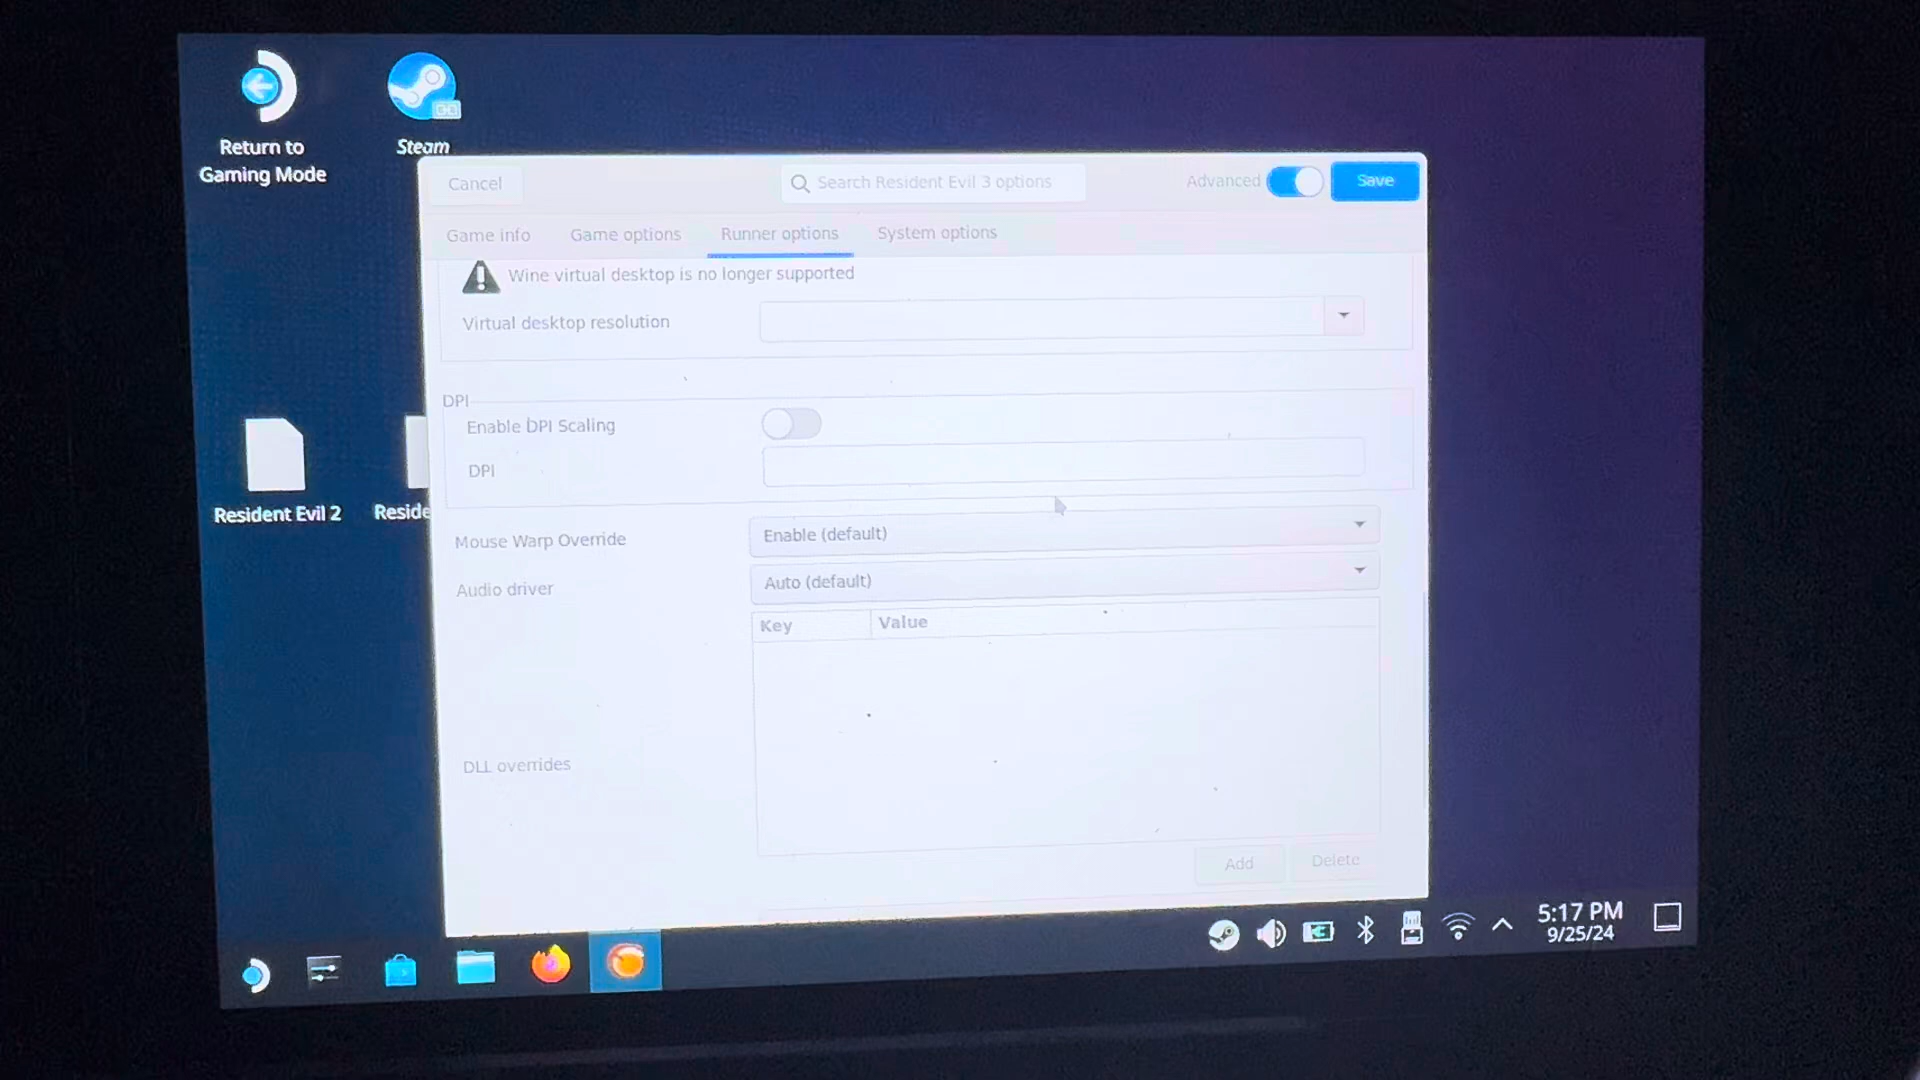 Return to
Gaming Mode
Steam
Cancel
Search Resident Evil 3 options
Advanced
Save
Game info
Game options
Runner options
System options
Wine virtual desktop is no longer supported
Virtual desktop resolution
DPI
Enable DPI Scaling
DPI
Resident Evil 2
Reside
Mouse Warp Override
Enable (default)
Audio driver
Auto (default)
Key
Value
DLL overrides
Add
Delete
5:17 PM
9/25/24